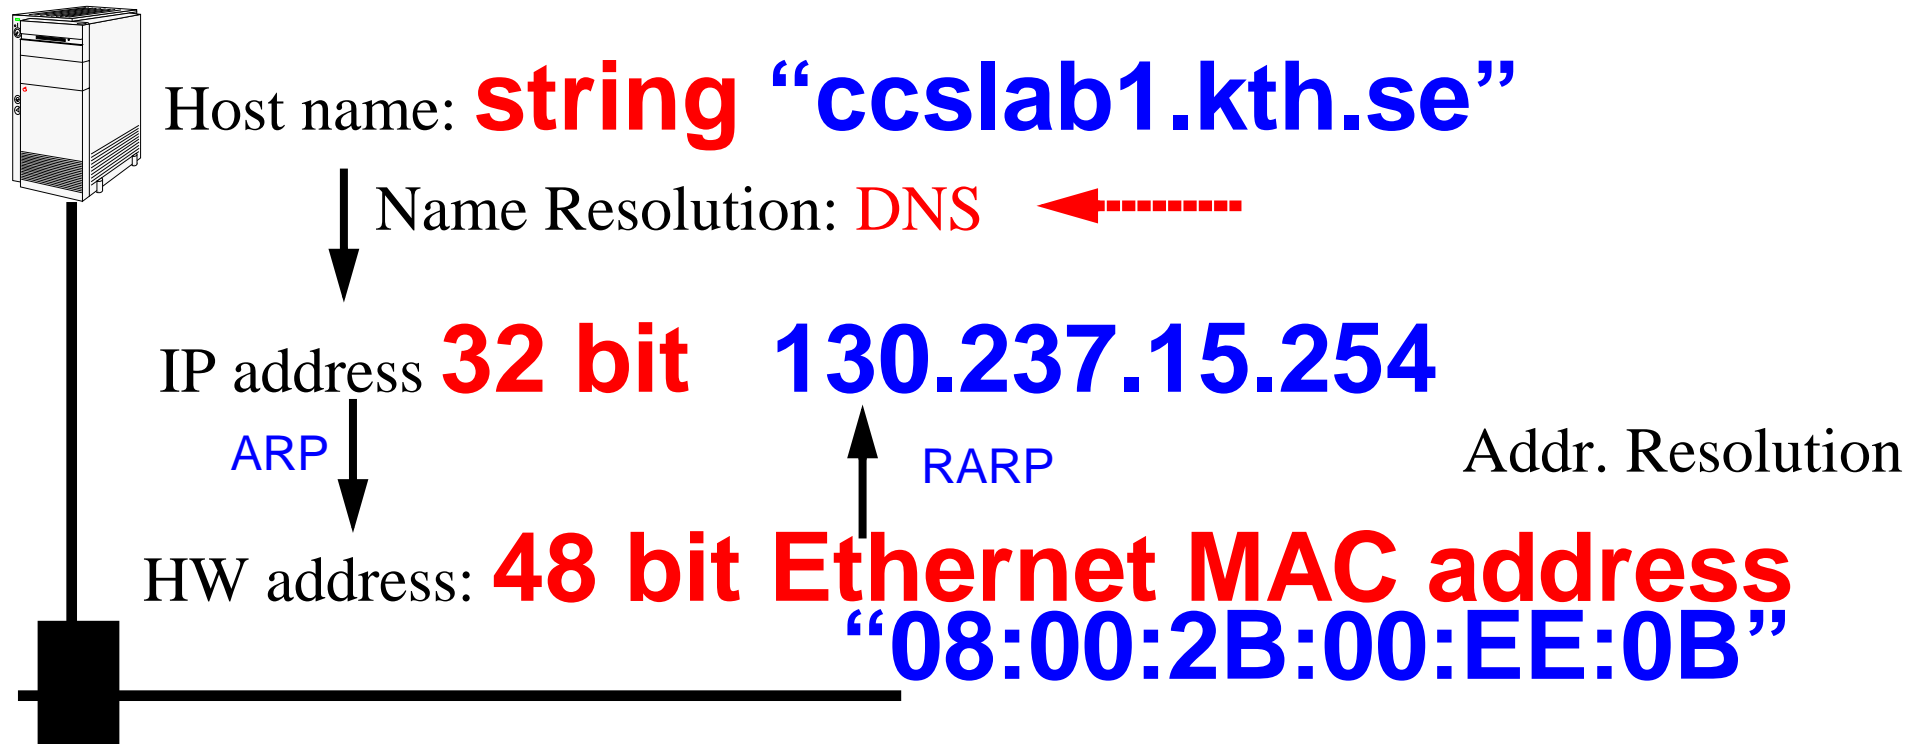 Host name: string “ccslab1.kth.se”
Name Resolution: DNS
IP address 32 bit 130.237.15.254
ARP
RARP
Addr. Resolution
HW address: 48 bit Ethernet MAC address
“08:00:2B:00:EE:0B”